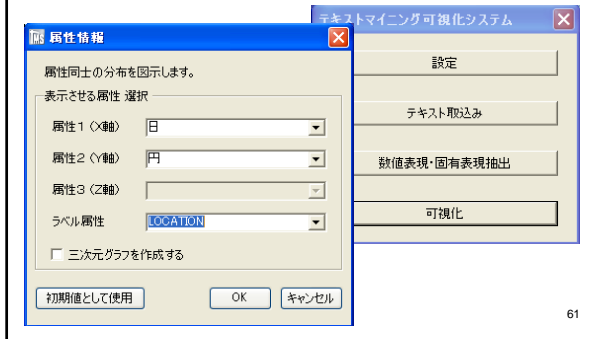 テキストマイニング可視化システム
設定
テキスト取込み
数値表現・固有表現抽出
可視化
属性情報
属性同士の分布を図示します。
表示させる属性 選択
属性1（X軸） 日
属性2（Y軸） 円
属性3（Z軸）
ラベル属性 LOCATION
三次元グラフを作成する
初期値として使用 OK キャンセル
61